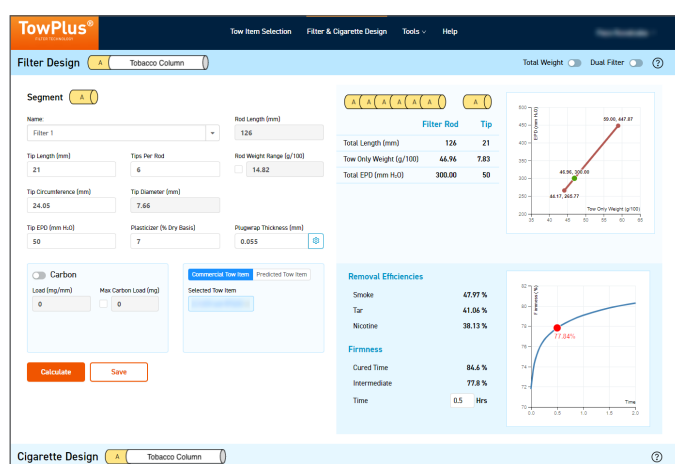 TowPlus®
FILTER TECHNOLOGY
Tow Item Selection Filter & Cigarette Design Tools Help
Filter Design A Tobacco Column Total Weight Dual Filter ?
Segment A
Name:
Filter 1
Rod Length (mm)
126
Tip Length (mm) Tips Per Rod Rod Weight Range (g/100)
21 6 14.82
Tip Circumference (mm) Tip Diameter (mm)
24.05 7.66
Tip EPD (mm H₂O) Plasticizer (% Dry Basis) Plugwrap Thickness (mm)
50 7 0.055
Carbon
Load (mg/mm) Max Carbon Load (mg)
0 0
Commercial Tow Item Predicted Tow Item
Selected Tow Item
Calculate Save
A A A A A A A
Filter Rod Tip
Total Length (mm) 126 21
Tow Only Weight (g/100) 46.96 7.83
Total EPD (mm H₂O) 300.00 50
EPD (mm H₂O)
500
450
400
350
300
250
200
59.00, 447.87
46.96, 300.00
44.17, 265.77
Tow Only Weight (g/100)
35 40 45 50 55 60 65
Removal Efficiencies
Smoke 47.97 %
Tar 41.06 %
Nicotine 38.13 %
Firmness
Cured Time 84.6 %
Intermediate 77.8 %
Time 0.5 Hrs
Firmness (%)
82
80
78
76
74
72
70
77.84%
Time
0.0 0.5 1.0 1.5 2.0
Cigarette Design A Tobacco Column ?